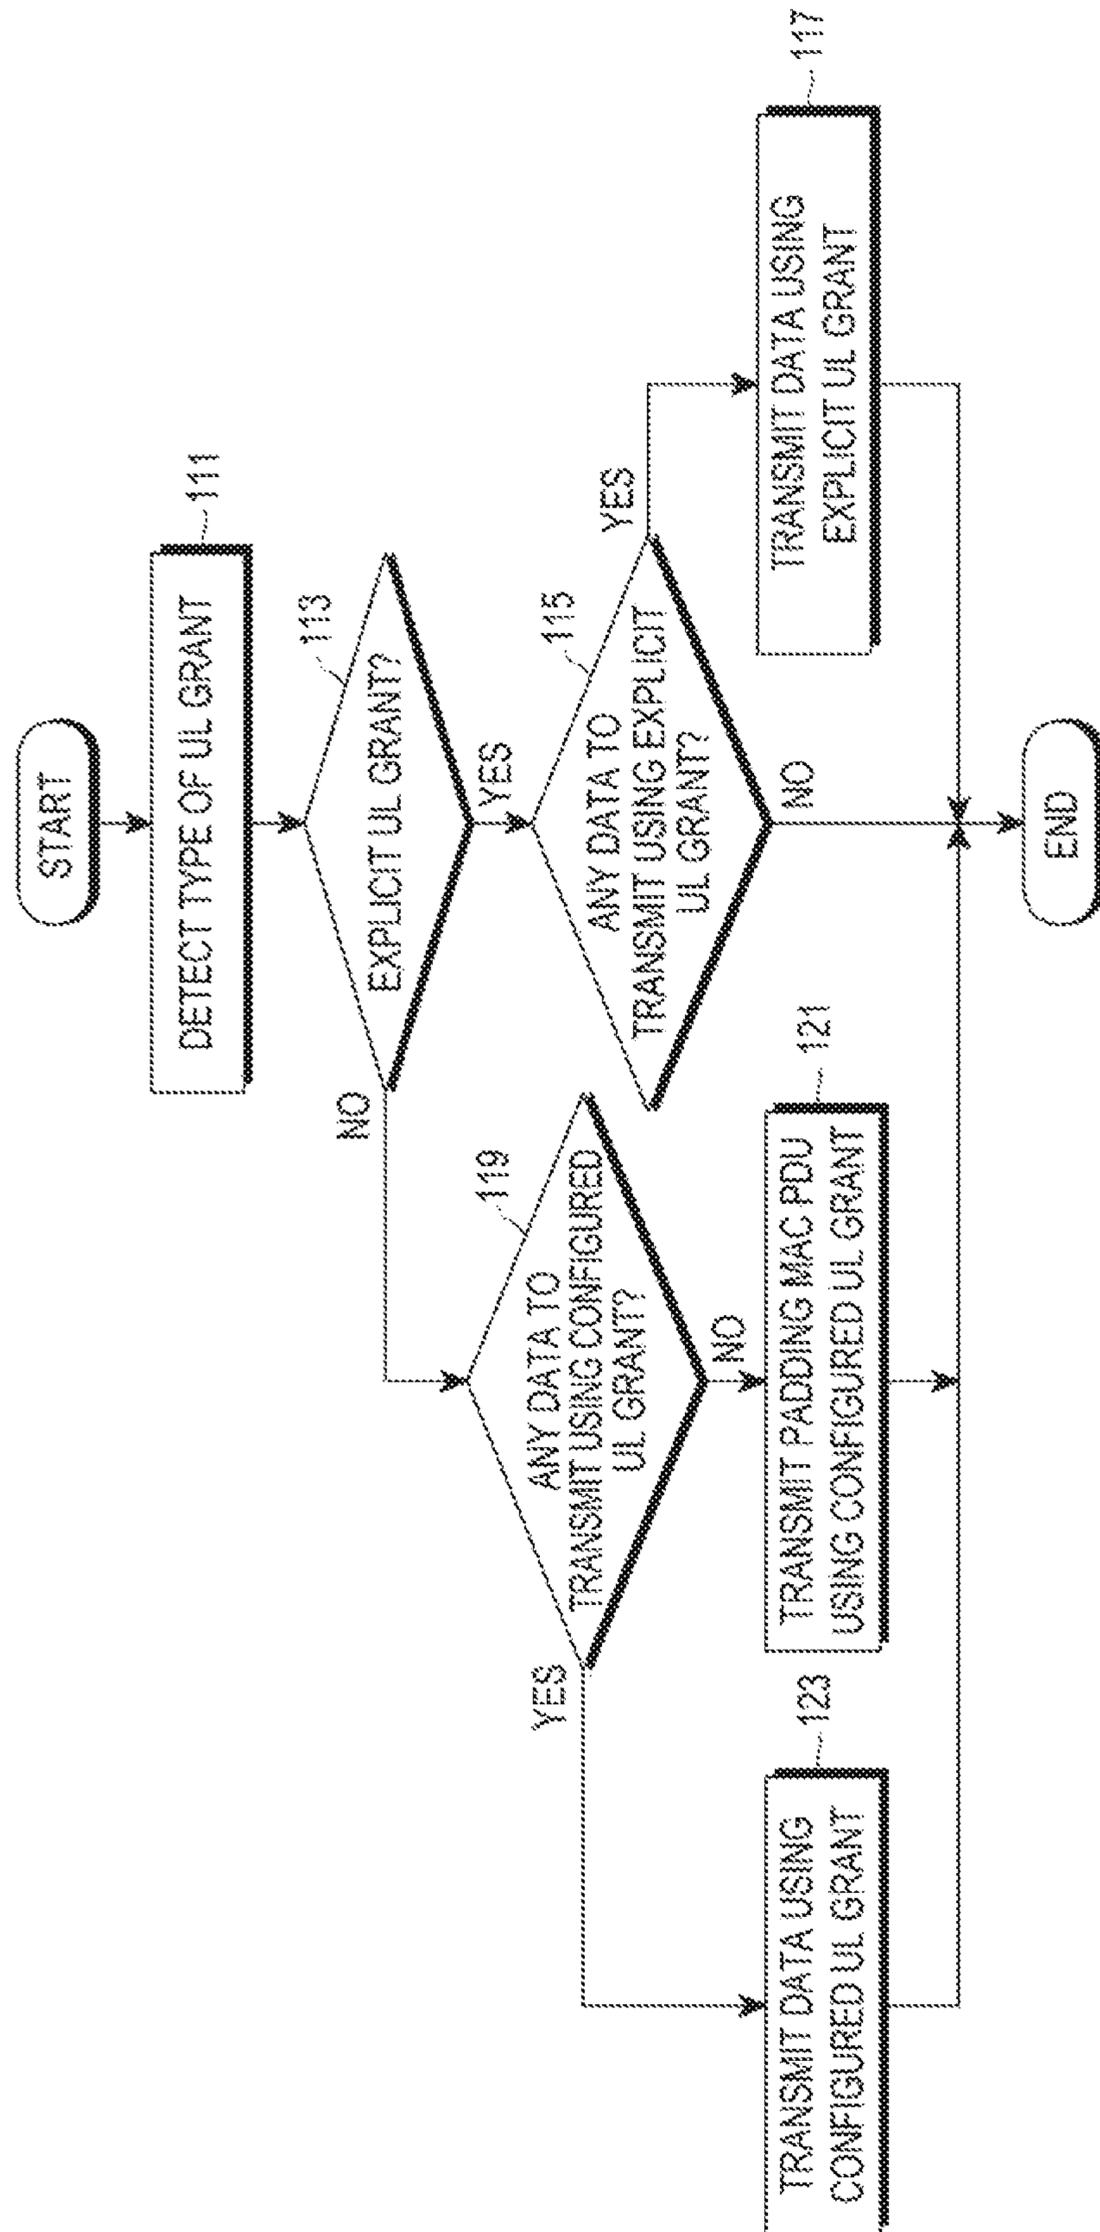 START
DETECT TYPE OF UL GRANT
111
EXPLICIT UL GRANT?
113
NO
YES
ANY DATA TO
TRANSMIT USING CONFIGURED
UL GRANT?
119
YES
NO
ANY DATA TO
TRANSMIT USING EXPLICIT
UL GRANT?
115
YES
NO
TRANSMIT DATA USING
CONFIGURED UL GRANT
123
TRANSMIT PADDING MAC PDU
USING CONFIGURED UL GRANT
121
TRANSMIT DATA USING
EXPLICIT UL GRANT
117
END